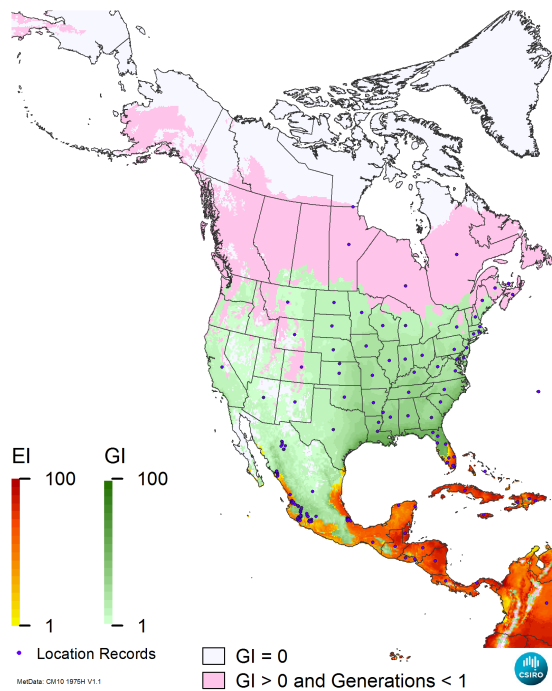 EI GI
100 100
1 1
Location Records
GI = 0
GI > 0 and Generations < 1
MetData: CM10 1975H V1.1
CSIRO